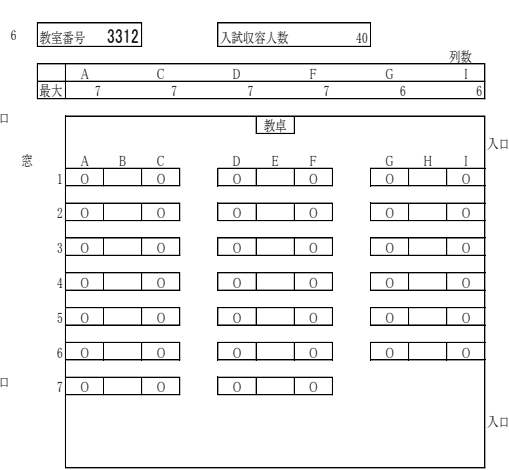 6 教室番号 3312 入試収容人数 40
列数
A C D F G I
最大 7 7 7 7 6 6
口 教卓
入口
窓 A B C D E F G H I
1 O O O O O O
2 O O O O O O
3 O O O O O O
4 O O O O O O
5 O O O O O O
6 O O O O O O
口 7 O O O O
入口